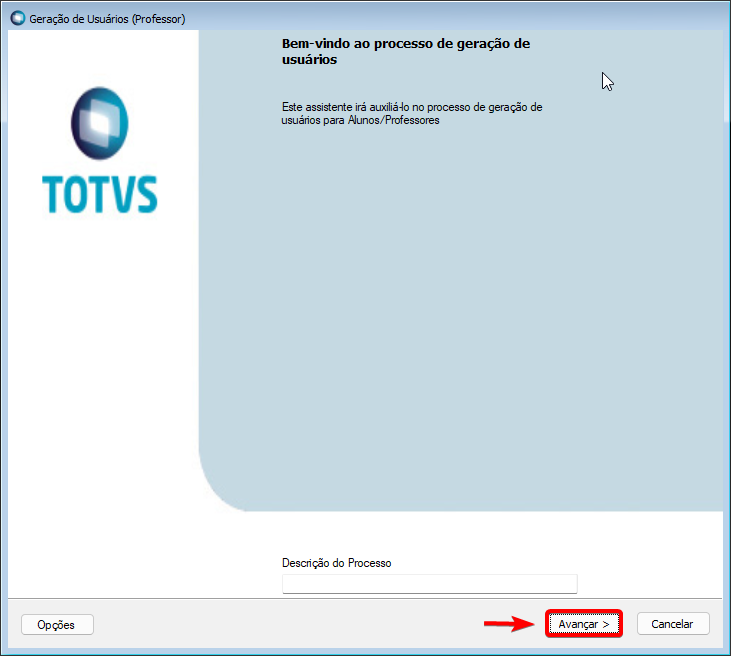 Geração de Usuários (Professor)
Bem-vindo ao processo de geração de
usuários
Este assistente irá auxiliá-lo no processo de geração de
usuários para Alunos/Professores
TOTVS
Descrição do Processo
Opções
Avançar >
Cancelar